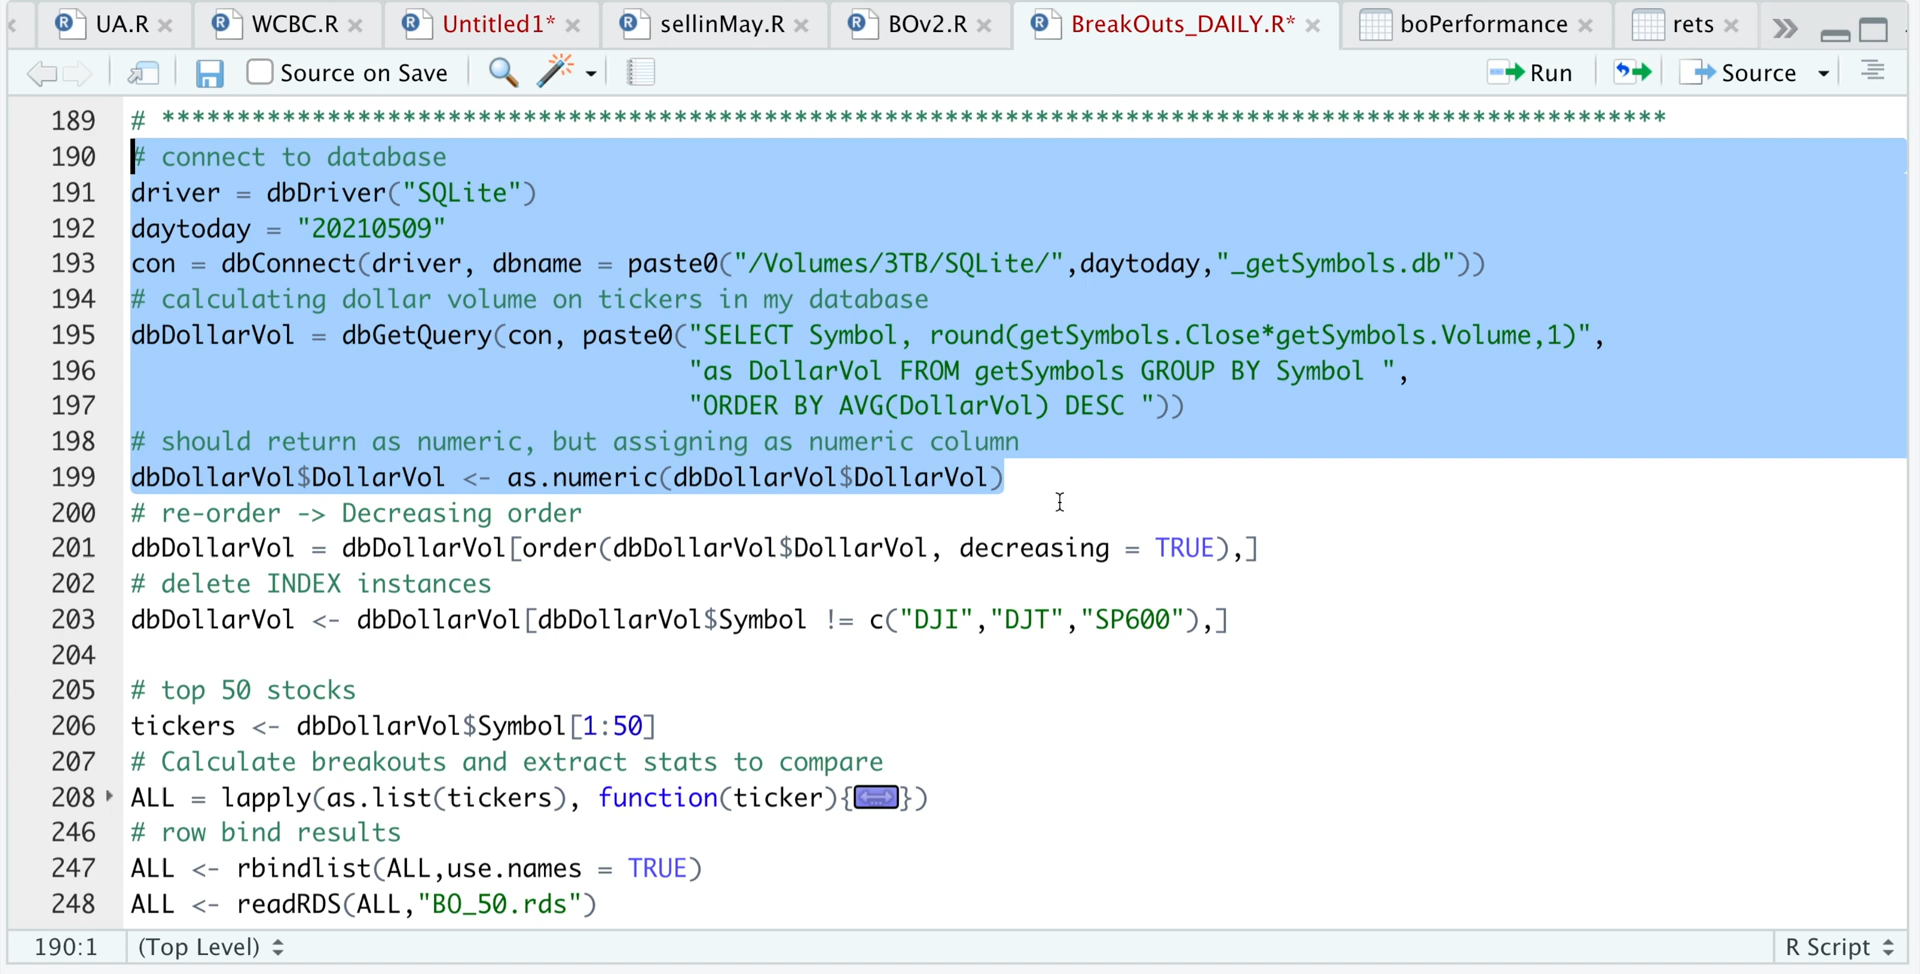 UA.R
WCBC.R
Untitled1*
sellinMay.R
BOv2.R
BreakOuts_DAILY.R*
boPerformance
rets
Source on Save
Run
Source
189 # ****************************************************************************************************
190 # connect to database
191 driver = dbDriver("SQLite")
192 daytoday = "20210509"
193 con = dbConnect(driver, dbname = paste0("/Volumes/3TB/SQLite/",daytoday,"_getSymbols.db"))
194 # calculating dollar volume on tickers in my database
195 dbDollarVol = dbGetQuery(con, paste0("SELECT Symbol, round(getSymbols.Close*getSymbols.Volume,1)",
196 "as DollarVol FROM getSymbols GROUP BY Symbol ",
197 "ORDER BY AVG(DollarVol) DESC "))
198 # should return as numeric, but assigning as numeric column
199 dbDollarVol$DollarVol <- as.numeric(dbDollarVol$DollarVol)
200 # re-order -> Decreasing order
201 dbDollarVol = dbDollarVol[order(dbDollarVol$DollarVol, decreasing = TRUE),]
202 # delete INDEX instances
203 dbDollarVol <- dbDollarVol[dbDollarVol$Symbol != c("DJI","DJT","SP600"),]
204
205 # top 50 stocks
206 tickers <- dbDollarVol$Symbol[1:50]
207 # Calculate breakouts and extract stats to compare
208 ALL = lapply(as.list(tickers), function(ticker){})
246 # row bind results
247 ALL <- rbindlist(ALL,use.names = TRUE)
248 ALL <- readRDS(ALL,"BO_50.rds")
190:1 (Top Level) R Script